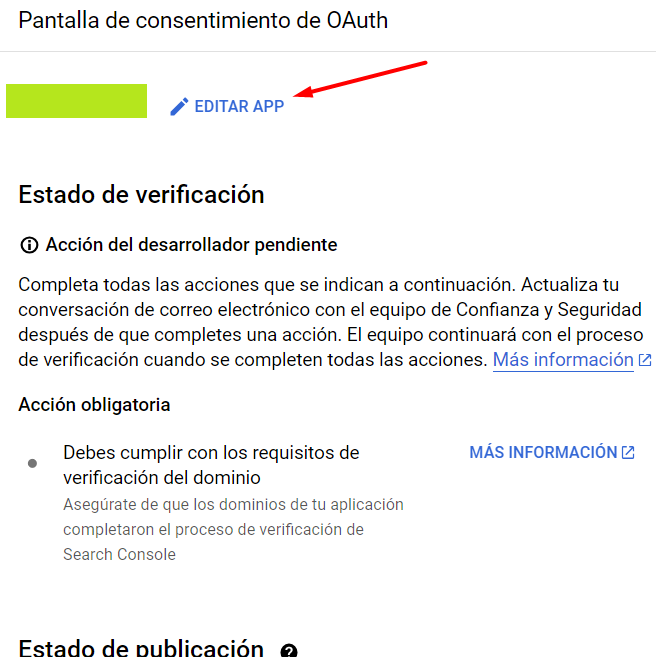 Pantalla de consentimiento de OAuth
EDITAR APP
Estado de verificación
Acción del desarrollador pendiente
Completa todas las acciones que se indican a continuación. Actualiza tu
conversación de correo electrónico con el equipo de Confianza y Seguridad
después de que completes una acción. El equipo continuará con el proceso
de verificación cuando se completen todas las acciones. Más información
Acción obligatoria
Debes cumplir con los requisitos de
verificación del dominio
MÁS INFORMACIÓN
Asegúrate de que los dominios de tu aplicación
completaron el proceso de verificación de
Search Console
Estado de publicación